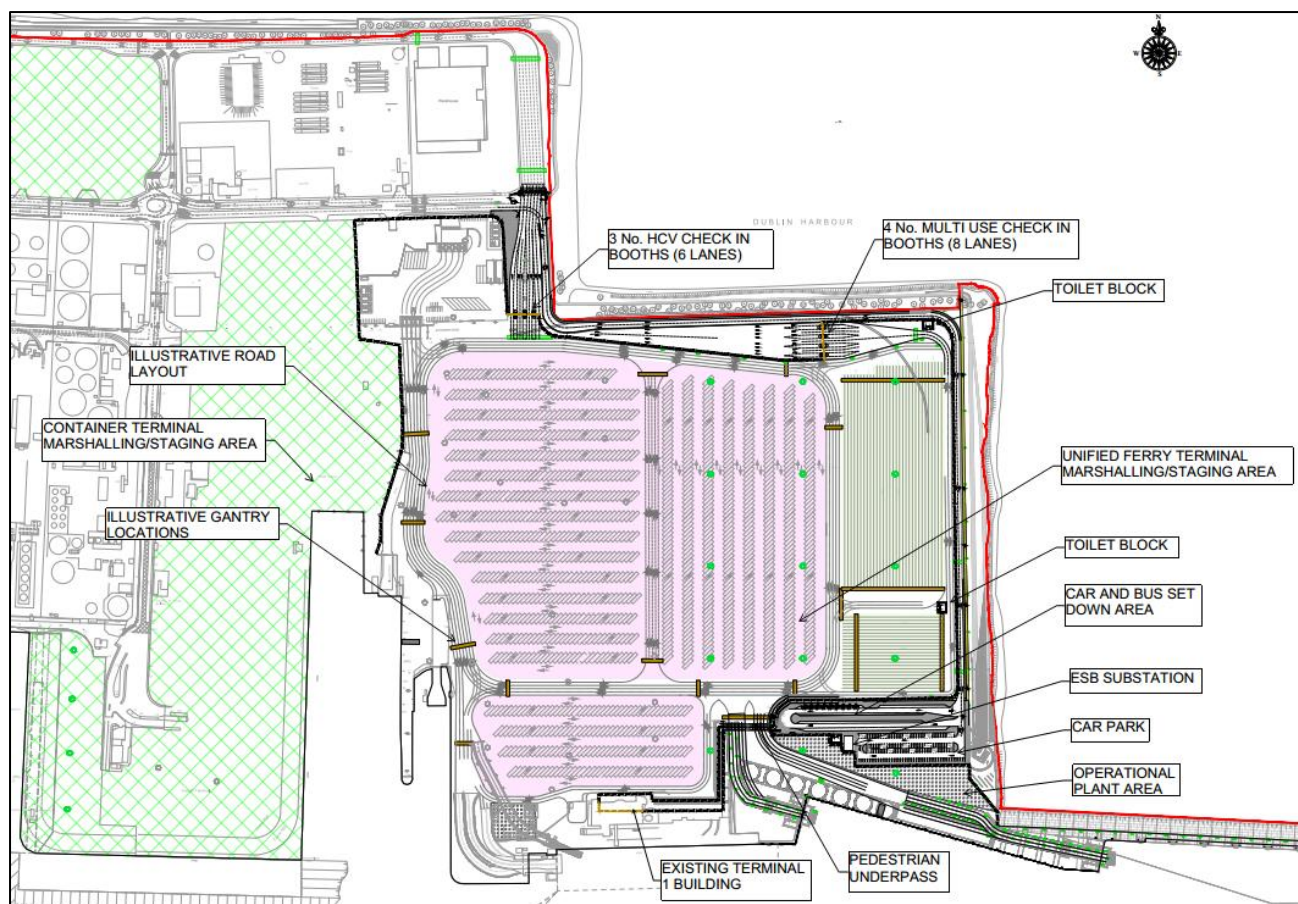 N
W
E
S
DUBLIN HARBOUR
3 No. HCV CHECK IN
BOOTHS (6 LANES)
4 No. MULTI USE CHECK IN
BOOTHS (8 LANES)
TOILET BLOCK
ILLUSTRATIVE ROAD
LAYOUT
CONTAINER TERMINAL
MARSHALLING/STAGING AREA
UNIFIED FERRY TERMINAL
MARSHALLING/STAGING AREA
ILLUSTRATIVE GANTRY
LOCATIONS
TOILET BLOCK
CAR AND BUS SET
DOWN AREA
ESB SUBSTATION
CAR PARK
OPERATIONAL
PLANT AREA
EXISTING TERMINAL
1 BUILDING
PEDESTRIAN
UNDERPASS